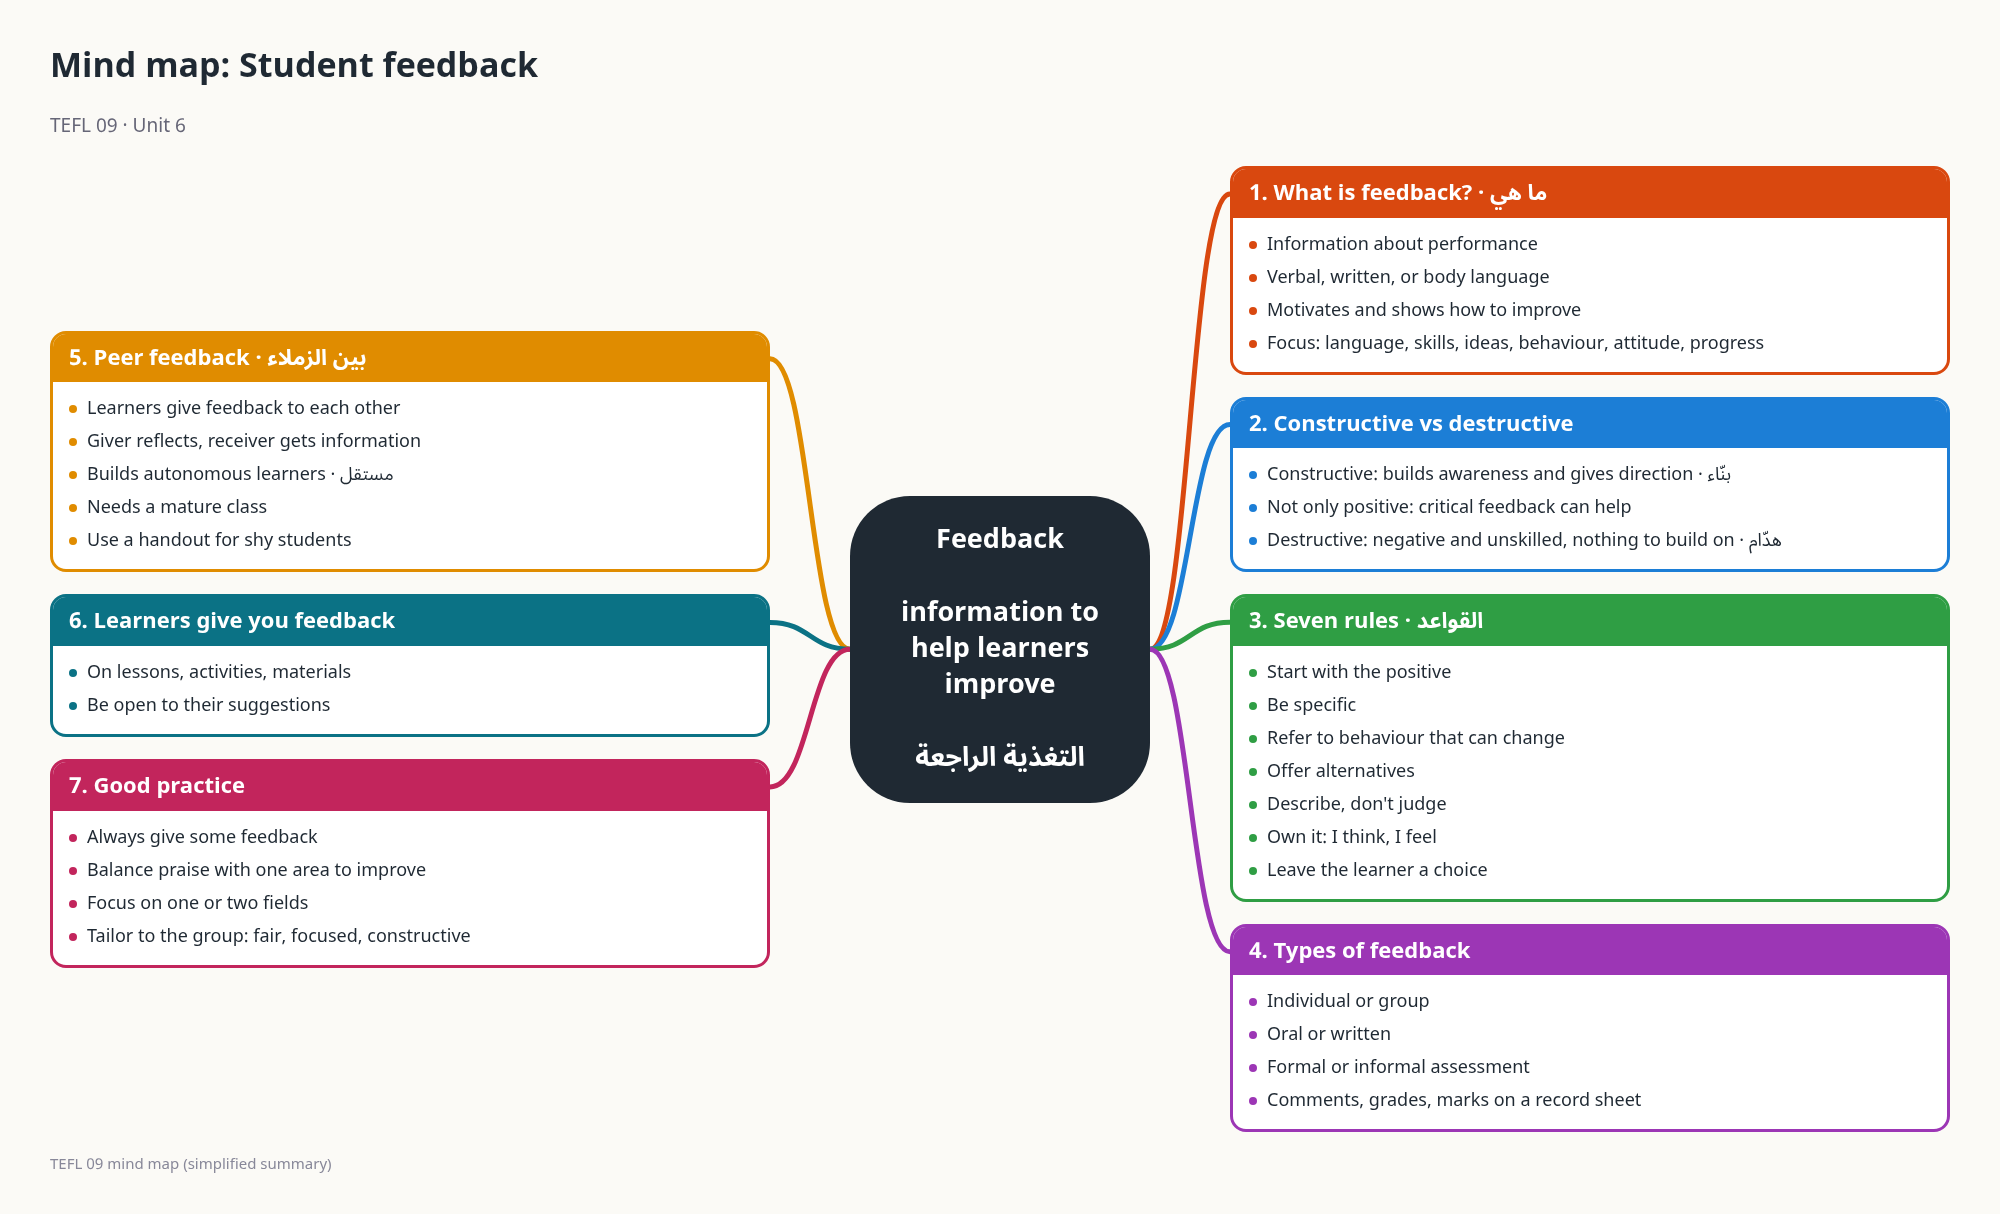 Mind map: Student feedback
TEFL 09 · Unit 6
Feedback
information to
help learners
improve
التغذية الراجعة
1. What is feedback? · ما هي
Information about performance
Verbal, written, or body language
Motivates and shows how to improve
Focus: language, skills, ideas, behaviour, attitude, progress
2. Constructive vs destructive
Constructive: builds awareness and gives direction · بنّاء
Not only positive: critical feedback can help
Destructive: negative and unskilled, nothing to build on · هدّام
3. Seven rules · القواعد
Start with the positive
Be specific
Refer to behaviour that can change
Offer alternatives
Describe, don't judge
Own it: I think, I feel
Leave the learner a choice
4. Types of feedback
Individual or group
Oral or written
Formal or informal assessment
Comments, grades, marks on a record sheet
5. Peer feedback · بين الزملاء
Learners give feedback to each other
Giver reflects, receiver gets information
Builds autonomous learners · مستقل
Needs a mature class
Use a handout for shy students
6. Learners give you feedback
On lessons, activities, materials
Be open to their suggestions
7. Good practice
Always give some feedback
Balance praise with one area to improve
Focus on one or two fields
Tailor to the group: fair, focused, constructive
TEFL 09 mind map (simplified summary)